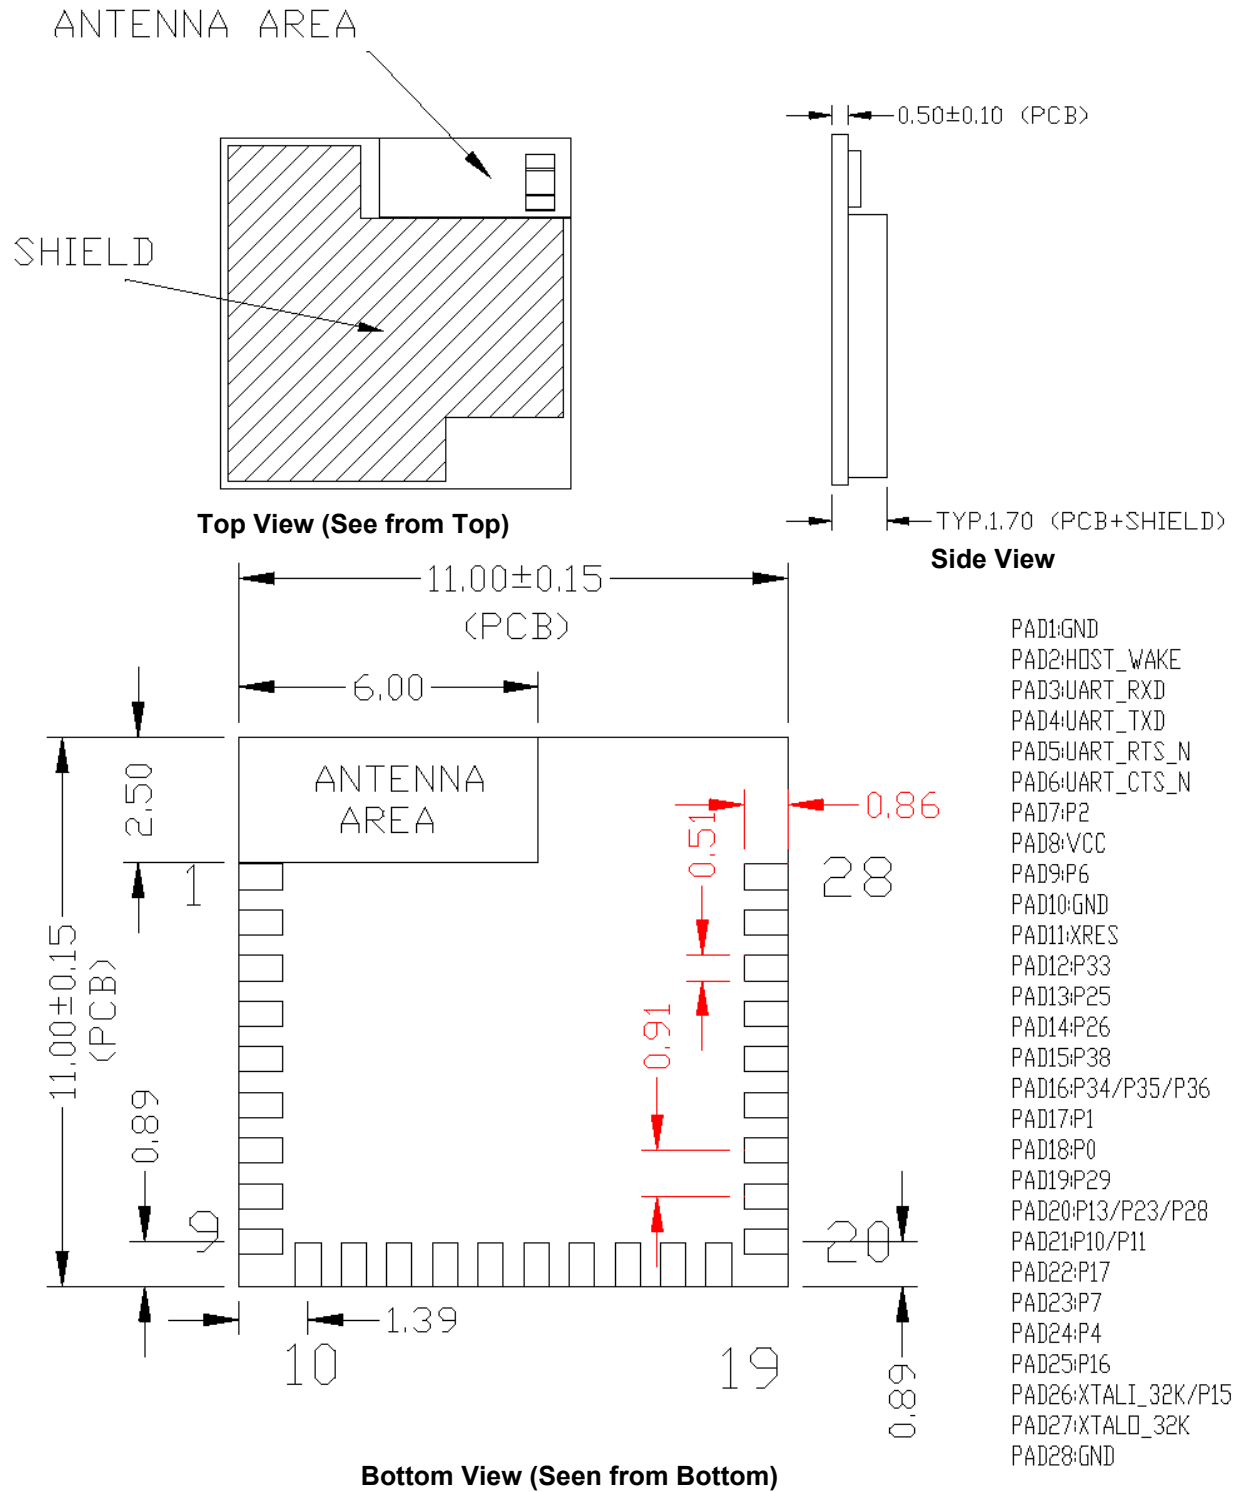 ANTENNA AREA
0.50±0.10 (PCB)
SHIELD
Top View (See from Top)
TYP.1.70 (PCB+SHIELD)
Side View
11.00±0.15
(PCB)
6.00
2.50
ANTENNA
AREA
0.86
0.51
1
28
11.00±0.15
(PCB)
0.91
0.89
9
20
1.39
10
19
0.89
Bottom View (Seen from Bottom)
PAD1:GND
PAD2:HOST_WAKE
PAD3:UART_RXD
PAD4:UART_TXD
PAD5:UART_RTS_N
PAD6:UART_CTS_N
PAD7:P2
PAD8:VCC
PAD9:P6
PAD10:GND
PAD11:XRES
PAD12:P33
PAD13:P25
PAD14:P26
PAD15:P38
PAD16:P34/P35/P36
PAD17:P1
PAD18:P0
PAD19:P29
PAD20:P13/P23/P28
PAD21:P10/P11
PAD22:P17
PAD23:P7
PAD24:P4
PAD25:P16
PAD26:XTALI_32K/P15
PAD27:XTALO_32K
PAD28:GND